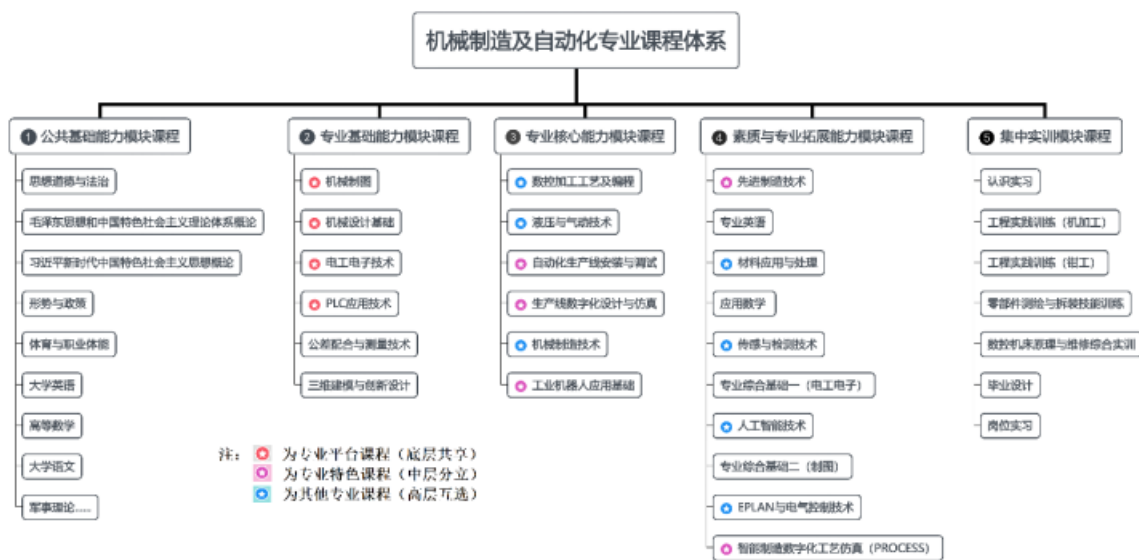 机械制造及自动化专业课程体系
1 公共基础能力模块课程
思想道德与法治
毛泽东思想和中国特色社会主义理论体系概论
习近平新时代中国特色社会主义思想概论
形势与政策
体育与职业体能
大学英语
高等数学
大学语文
军事理论......
2 专业基础能力模块课程
机械制图
机械设计基础
电工电子技术
PLC应用技术
公差配合与测量技术
三维建模与创新设计
3 专业核心能力模块课程
数控加工工艺及编程
液压与气动技术
自动化生产线安装与调试
生产线数字化设计与仿真
机械制造技术
工业机器人应用基础
4 素质与专业拓展能力模块课程
先进制造技术
专业英语
材料应用与处理
应用数学
传感与检测技术
专业综合基础一（电工电子）
人工智能技术
专业综合基础二（制图）
EPLAN与电气控制技术
智能制造数字化工艺仿真（PROCESS）
5 集中实训模块课程
认识实习
工程实践训练（机加工）
工程实践训练（钳工）
零部件测绘与拆装技能训练
数控机床原理与维修综合实训
毕业设计
岗位实习
注： 为专业平台课程（底层共享）
为专业特色课程（中层分立）
为其他专业课程（高层互选）